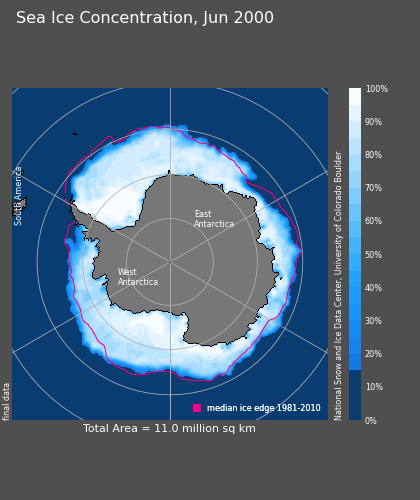 Sea Ice Concentration, Jun 2000
South America
East
Antarctica
West
Antarctica
final data
median ice edge 1981-2010
Total Area = 11.0 million sq km
National Snow and Ice Data Center, University of Colorado Boulder
100%
90%
80%
70%
60%
50%
40%
30%
20%
10%
0%